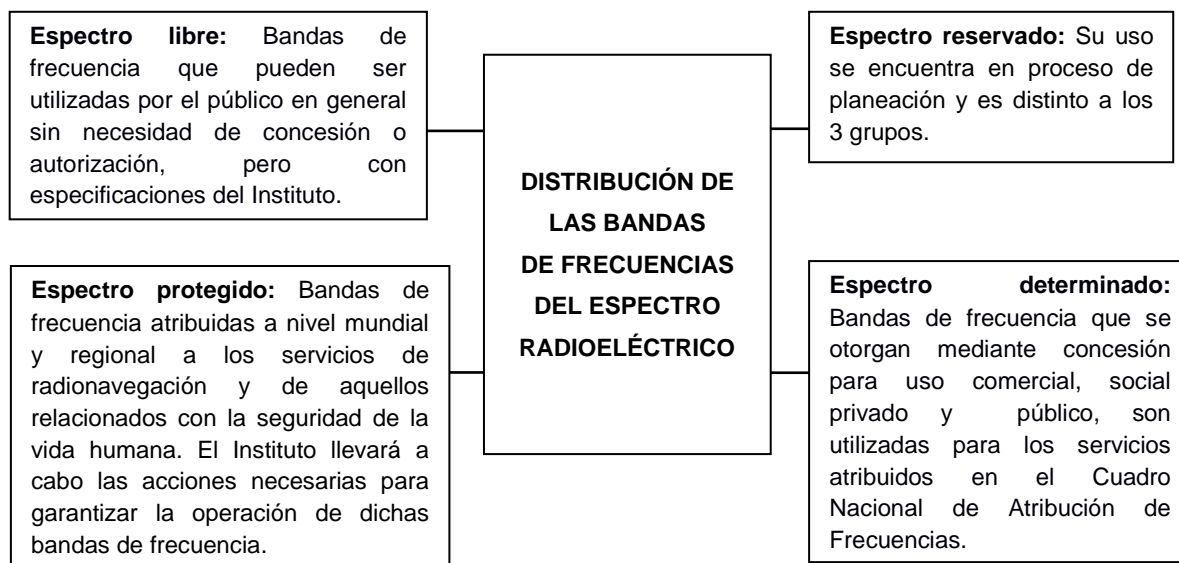 Espectro libre: Bandas de
frecuencia que pueden ser
utilizadas por el público en general
sin necesidad de concesión o
autorización, pero con
especificaciones del Instituto.
Espectro protegido: Bandas de
frecuencia atribuidas a nivel mundial
y regional a los servicios de
radionavegación y de aquellos
relacionados con la seguridad de la
vida humana. El Instituto llevará a
cabo las acciones necesarias para
garantizar la operación de dichas
bandas de frecuencia.
DISTRIBUCIÓN DE
LAS BANDAS
DE FRECUENCIAS
DEL ESPECTRO
RADIOELÉCTRICO
Espectro reservado: Su uso
se encuentra en proceso de
planeación y es distinto a los
3 grupos.
Espectro determinado:
Bandas de frecuencia que se
otorgan mediante concesión
para uso comercial, social
privado y público, son
utilizadas para los servicios
atribuidos en el Cuadro
Nacional de Atribución de
Frecuencias.